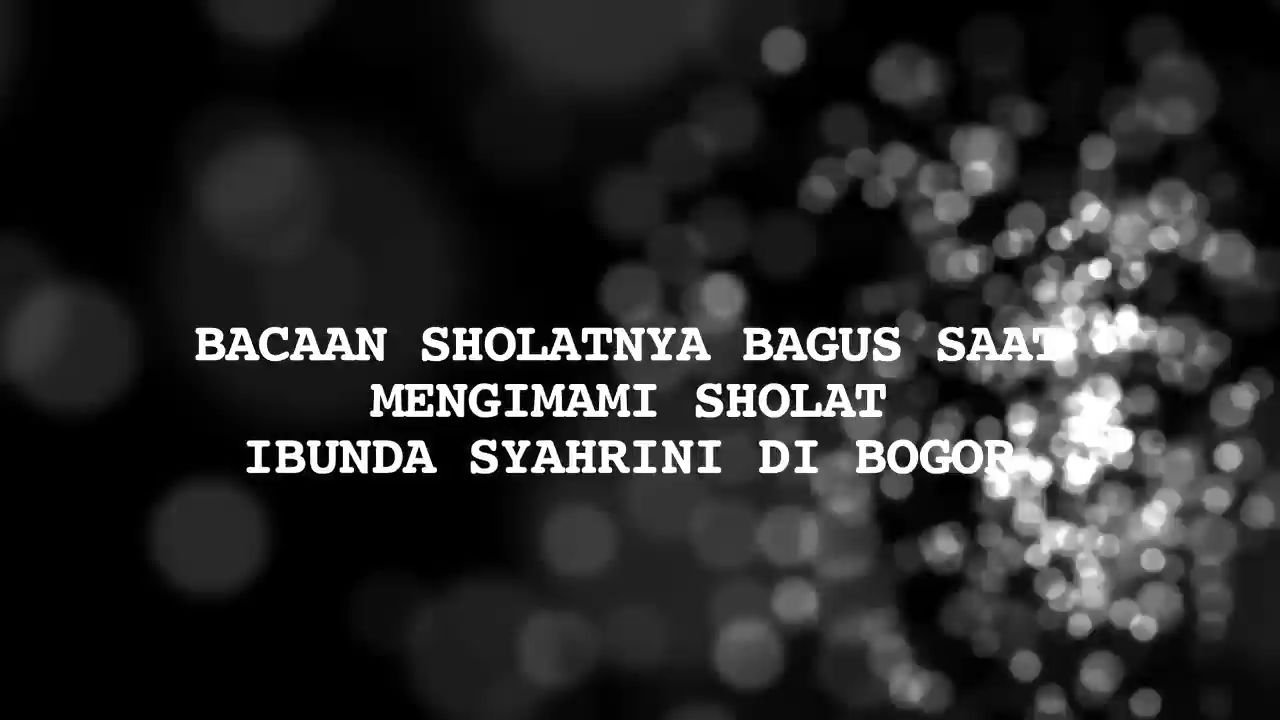 BACAAN SHOLATNYA BAGUS SAAT
MENGIMAMI SHOLAT
IBUNDA SYAHRINI DI BOGOR